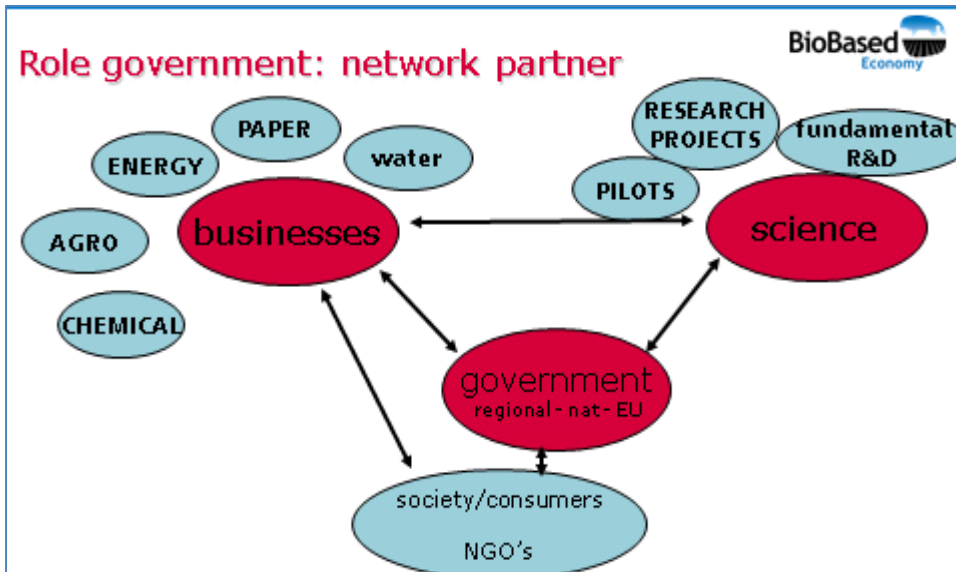 Role government: network partner
BioBased
Economy
PAPER
ENERGY
water
AGRO
CHEMICAL
businesses
RESEARCH
PROJECTS
fundamental
R&D
PILOTS
science
government
regional - nat - EU
society/consumers
NGO's